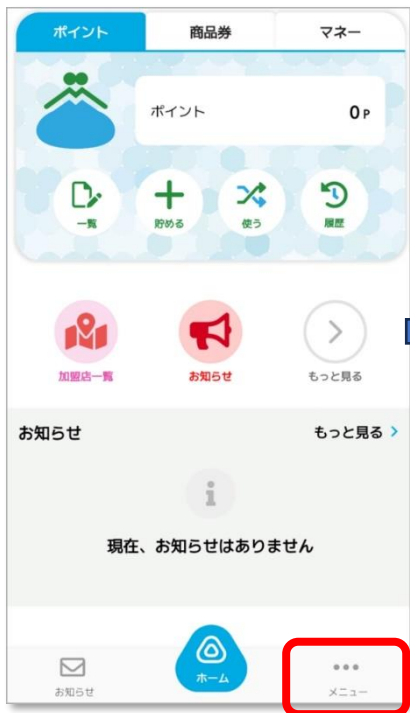 ポイント 商品券 マネー
ポイント 0 P
一覧 貯める 使う 履歴
加盟店一覧 お知らせ もっと見る
お知らせ もっと見る
現在、お知らせはありません
お知らせ ホーム メニュー